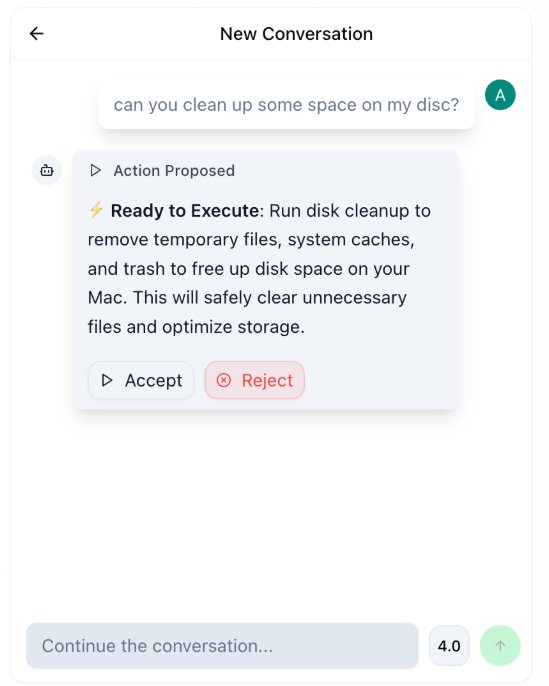 New Conversation
can you clean up some space on my disc?
A
Action Proposed
⚡ Ready to Execute: Run disk cleanup to
remove temporary files, system caches,
and trash to free up disk space on your
Mac. This will safely clear unnecessary
files and optimize storage.
Accept
Reject
Continue the conversation...
4.0